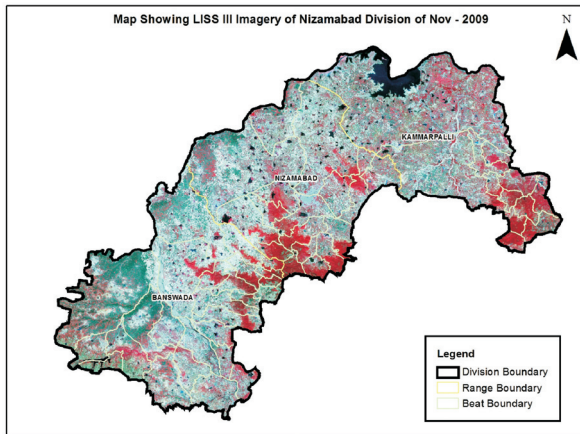 Map Showing LISS III Imagery of Nizamabad Division of Nov - 2009
N
KAMMARPALLI
NIZAMABAD
BANSWADA
Legend
Division Boundary
Range Boundary
Beat Boundary